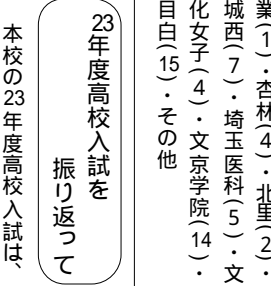 業(1)・杏林(4)・北里(2)・
城西(7)・埼玉医科(5)・文
化女子(4)・文京学院(14)・
目白(15)・その他
23年度高校入試を
振り返って
本校の23年度高校入試は、